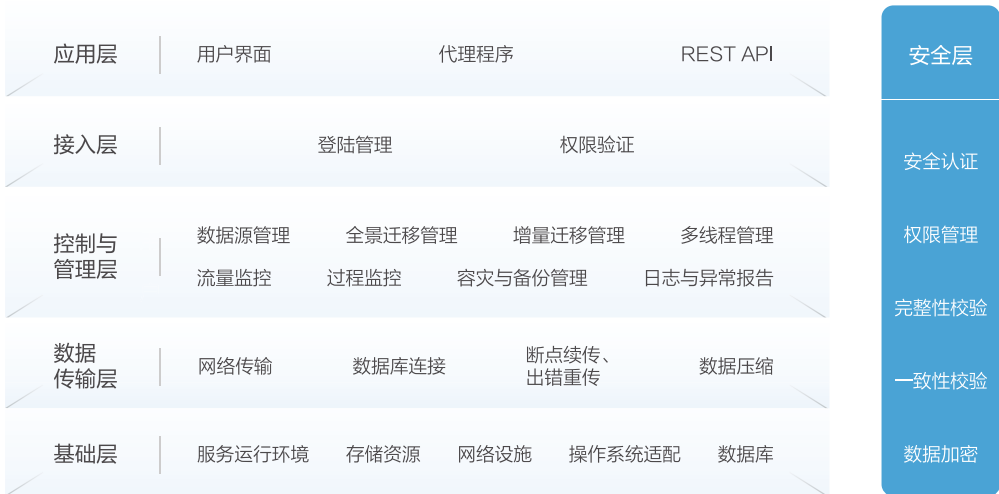 应用层 用户界面 代理程序 REST API
接入层 登陆管理 权限验证
控制与
管理层
数据源管理 全景迁移管理 增量迁移管理 多线程管理
流量监控 过程监控 容灾与备份管理 日志与异常报告
数据
传输层
网络传输 数据库连接
断点续传、
出错重传
数据压缩
基础层 服务运行环境 存储资源 网络设施 操作系统适配 数据库
安全层
安全认证
权限管理
完整性校验
一致性校验
数据加密